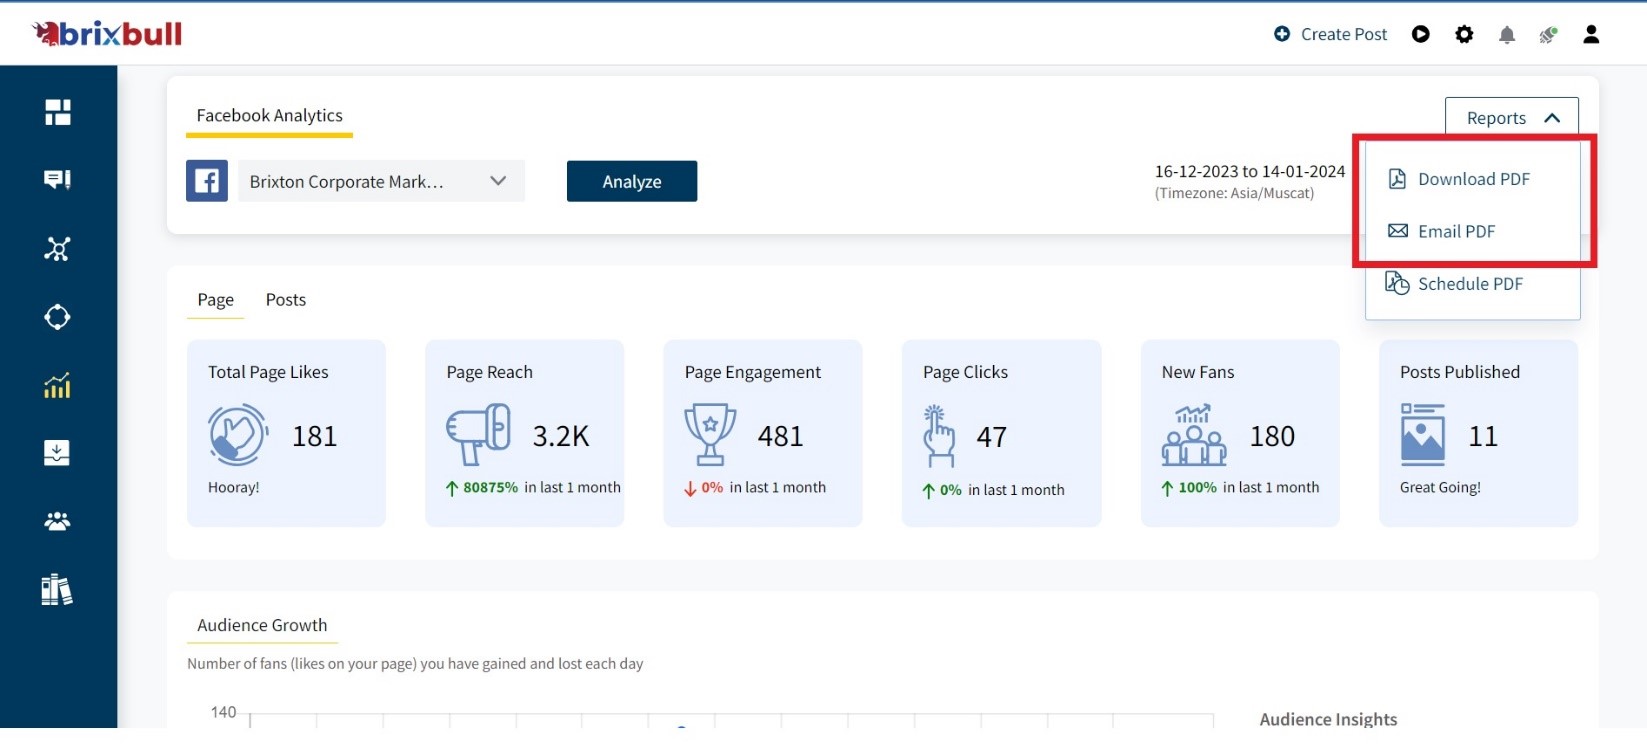 brixbull
Create Post
Facebook Analytics
Reports
Brixton Corporate Mark...
Analyze
16-12-2023 to 14-01-2024
(Timezone: Asia/Muscat)
Download PDF
Email PDF
Schedule PDF
Page
Posts
Total Page Likes
181
Hooray!
Page Reach
3.2K
80875% in last 1 month
Page Engagement
481
0% in last 1 month
Page Clicks
47
0% in last 1 month
New Fans
180
100% in last 1 month
Posts Published
11
Great Going!
Audience Growth
Number of fans (likes on your page) you have gained and lost each day
140
Audience Insights